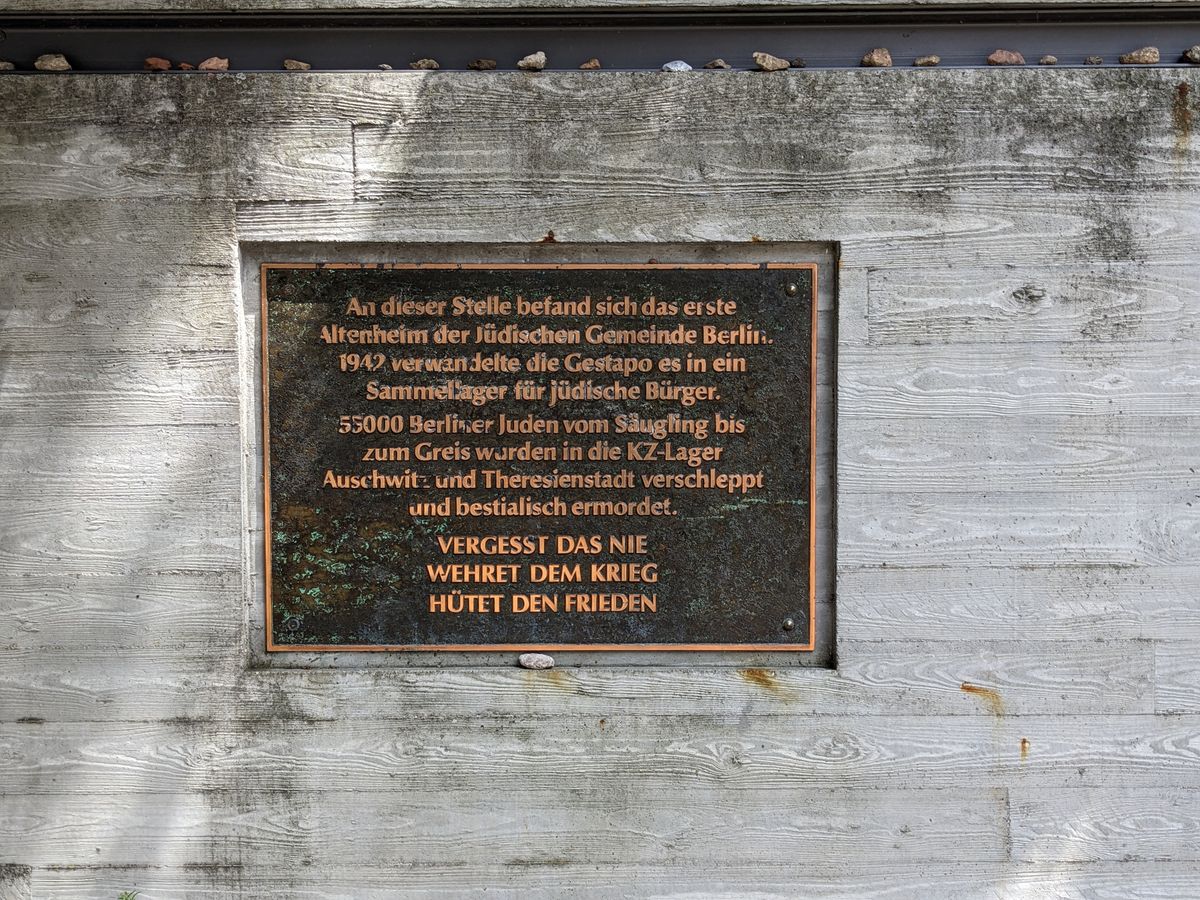 An dieser Stelle befand sich das erste
Altenheim der Jüdischen Gemeinde Berlin.
1942 verwandelte die Gestapo es in ein
Sammellager für jüdische Bürger.
55000 Berliner Juden vom Säugling bis
zum Greis wurden in die KZ-Lager
Auschwitz und Theresienstadt verschleppt
und bestialisch ermordet.
VERGESST DAS NIE
WEHRET DEM KRIEG
HÜTET DEN FRIEDEN